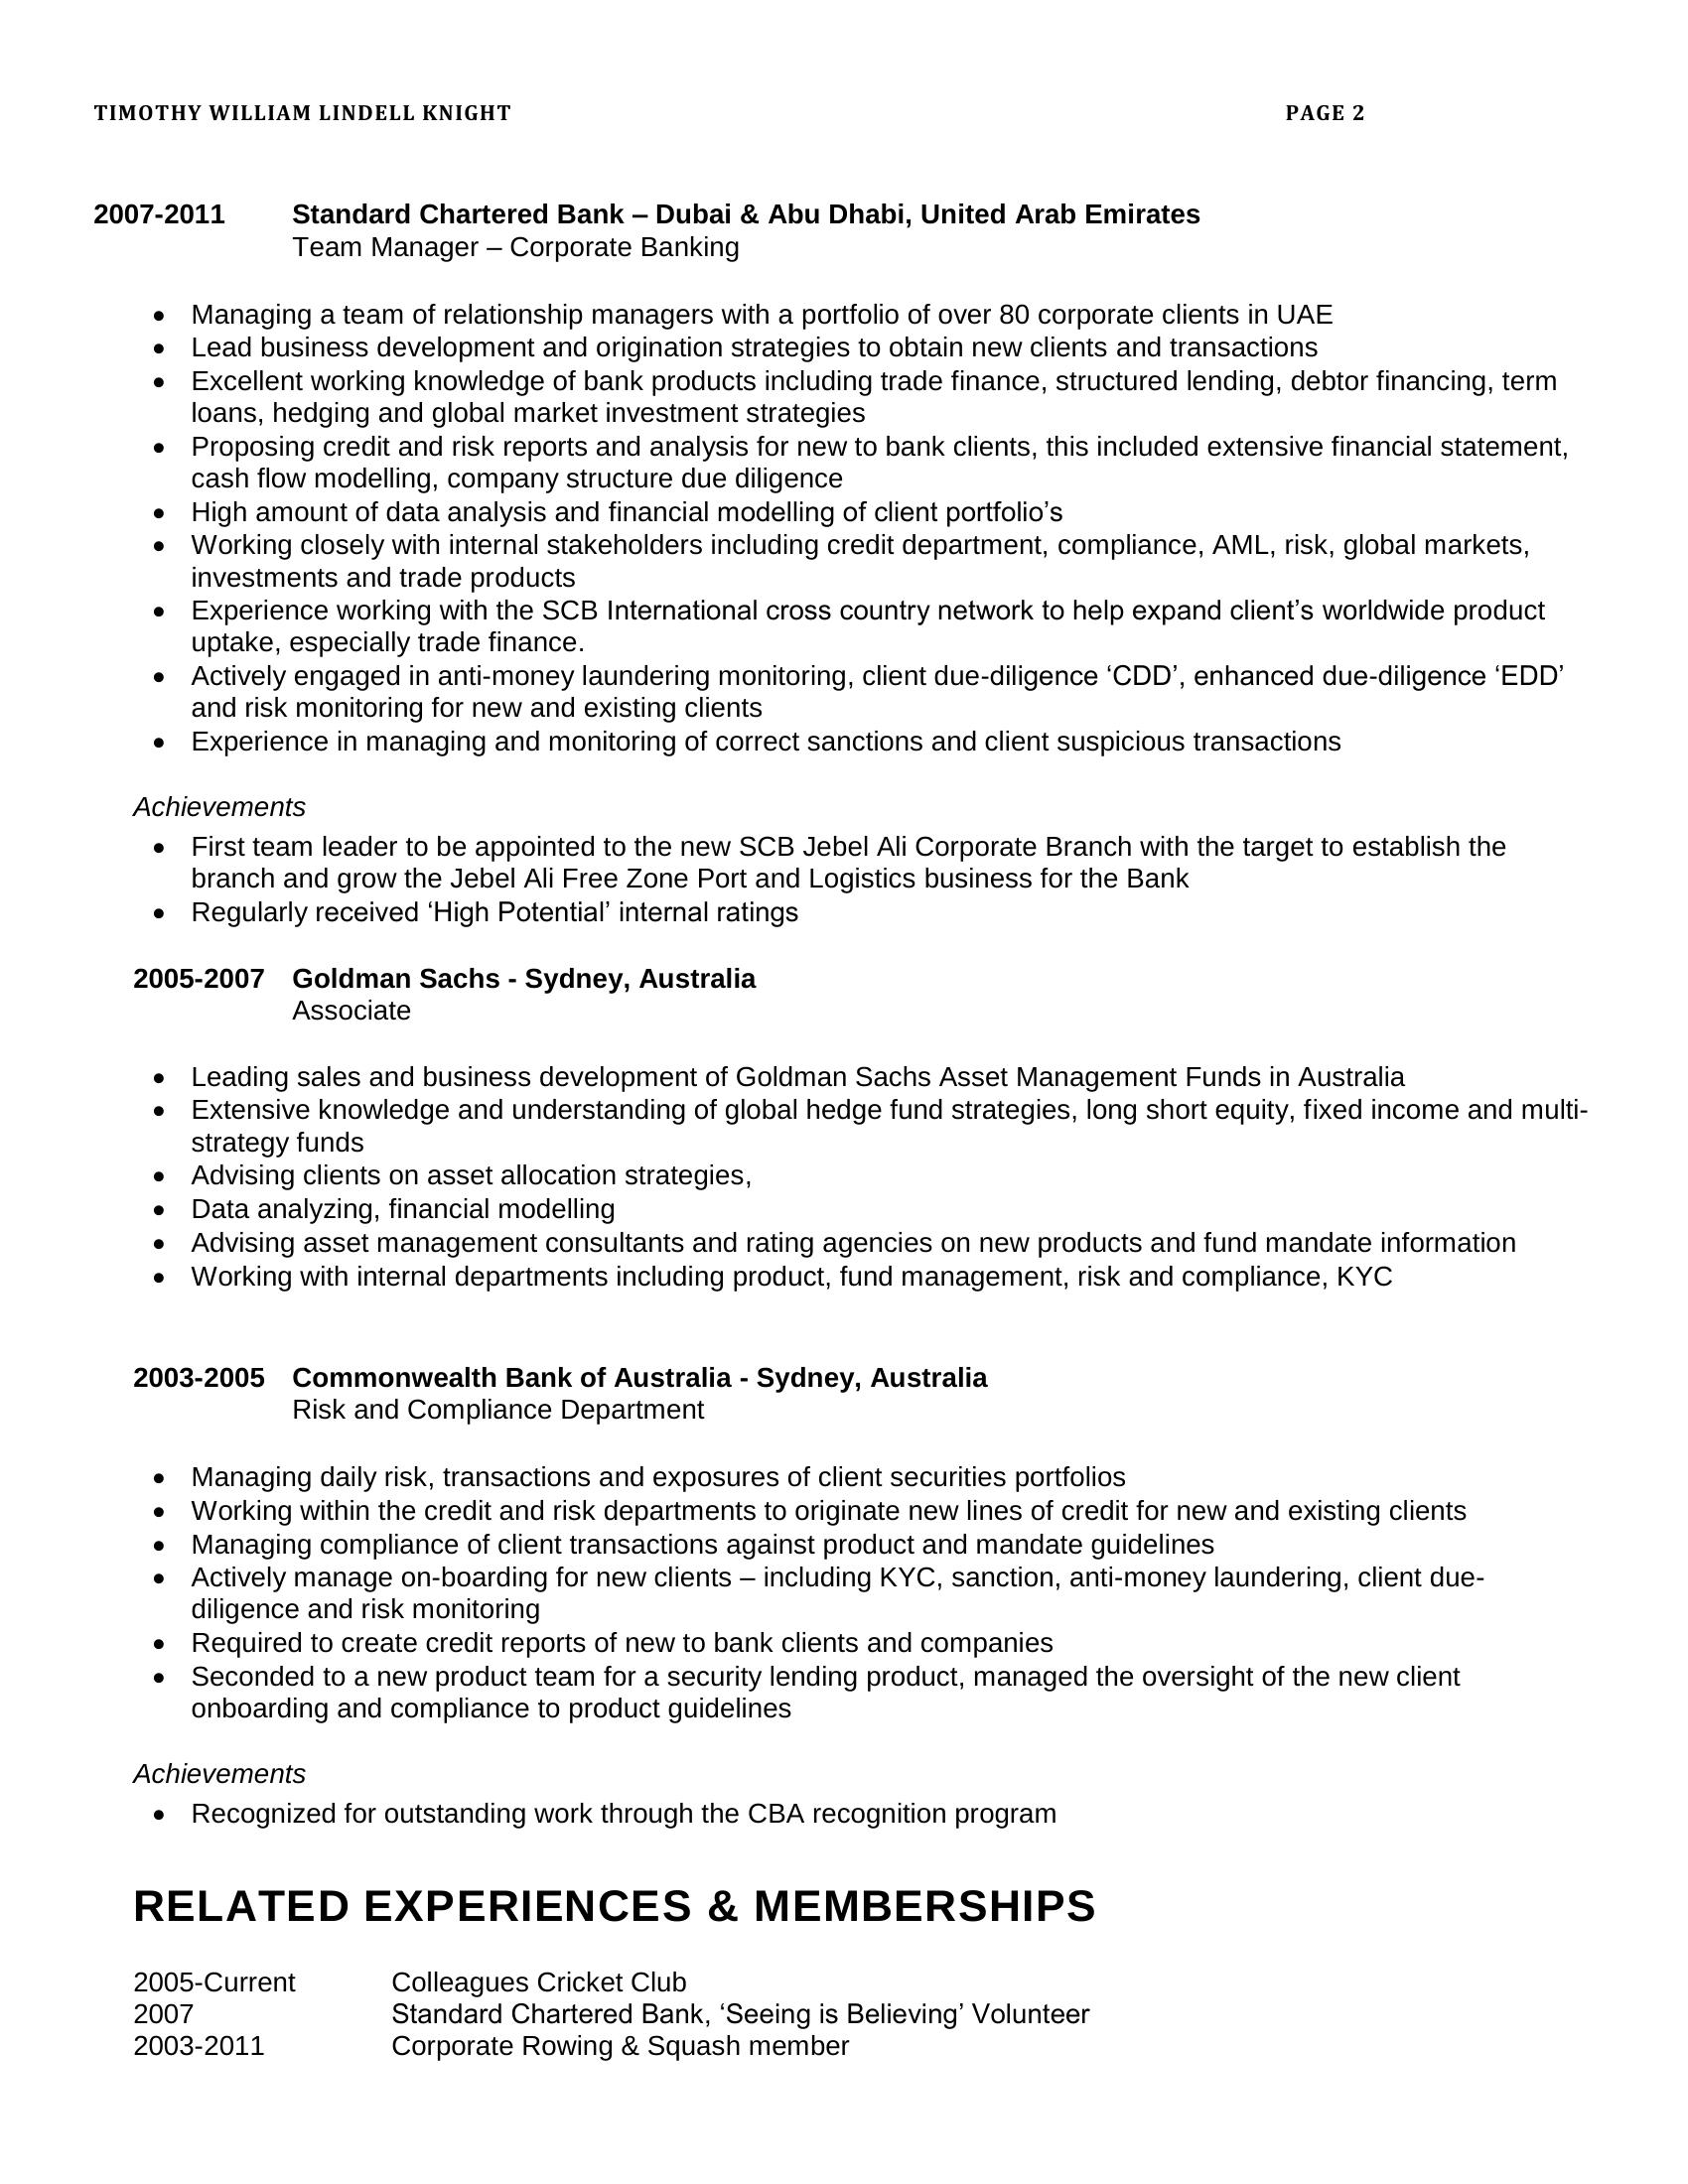 TIMOTHY WILLIAM LINDELL KNIGHT PAGE 2
2007-2011 Standard Chartered Bank – Dubai & Abu Dhabi, United Arab Emirates
Team Manager – Corporate Banking
• Managing a team of relationship managers with a portfolio of over 80 corporate clients in UAE
• Lead business development and origination strategies to obtain new clients and transactions
• Excellent working knowledge of bank products including trade finance, structured lending, debtor financing, term
loans, hedging and global market investment strategies
• Proposing credit and risk reports and analysis for new to bank clients, this included extensive financial statement,
cash flow modelling, company structure due diligence
• High amount of data analysis and financial modelling of client portfolio’s
• Working closely with internal stakeholders including credit department, compliance, AML, risk, global markets,
investments and trade products
• Experience working with the SCB International cross country network to help expand client’s worldwide product
uptake, especially trade finance.
• Actively engaged in anti-money laundering monitoring, client due-diligence ‘CDD’, enhanced due-diligence ‘EDD’
and risk monitoring for new and existing clients
• Experience in managing and monitoring of correct sanctions and client suspicious transactions
Achievements
• First team leader to be appointed to the new SCB Jebel Ali Corporate Branch with the target to establish the
branch and grow the Jebel Ali Free Zone Port and Logistics business for the Bank
• Regularly received ‘High Potential’ internal ratings
2005-2007 Goldman Sachs - Sydney, Australia
Associate
• Leading sales and business development of Goldman Sachs Asset Management Funds in Australia
• Extensive knowledge and understanding of global hedge fund strategies, long short equity, fixed income and multi-
strategy funds
• Advising clients on asset allocation strategies,
• Data analyzing, financial modelling
• Advising asset management consultants and rating agencies on new products and fund mandate information
• Working with internal departments including product, fund management, risk and compliance, KYC
2003-2005 Commonwealth Bank of Australia - Sydney, Australia
Risk and Compliance Department
• Managing daily risk, transactions and exposures of client securities portfolios
• Working within the credit and risk departments to originate new lines of credit for new and existing clients
• Managing compliance of client transactions against product and mandate guidelines
• Actively manage on-boarding for new clients – including KYC, sanction, anti-money laundering, client due-
diligence and risk monitoring
• Required to create credit reports of new to bank clients and companies
• Seconded to a new product team for a security lending product, managed the oversight of the new client
onboarding and compliance to product guidelines
Achievements
• Recognized for outstanding work through the CBA recognition program
RELATED EXPERIENCES & MEMBERSHIPS
2005-Current Colleagues Cricket Club
2007 Standard Chartered Bank, ‘Seeing is Believing’ Volunteer
2003-2011 Corporate Rowing & Squash member